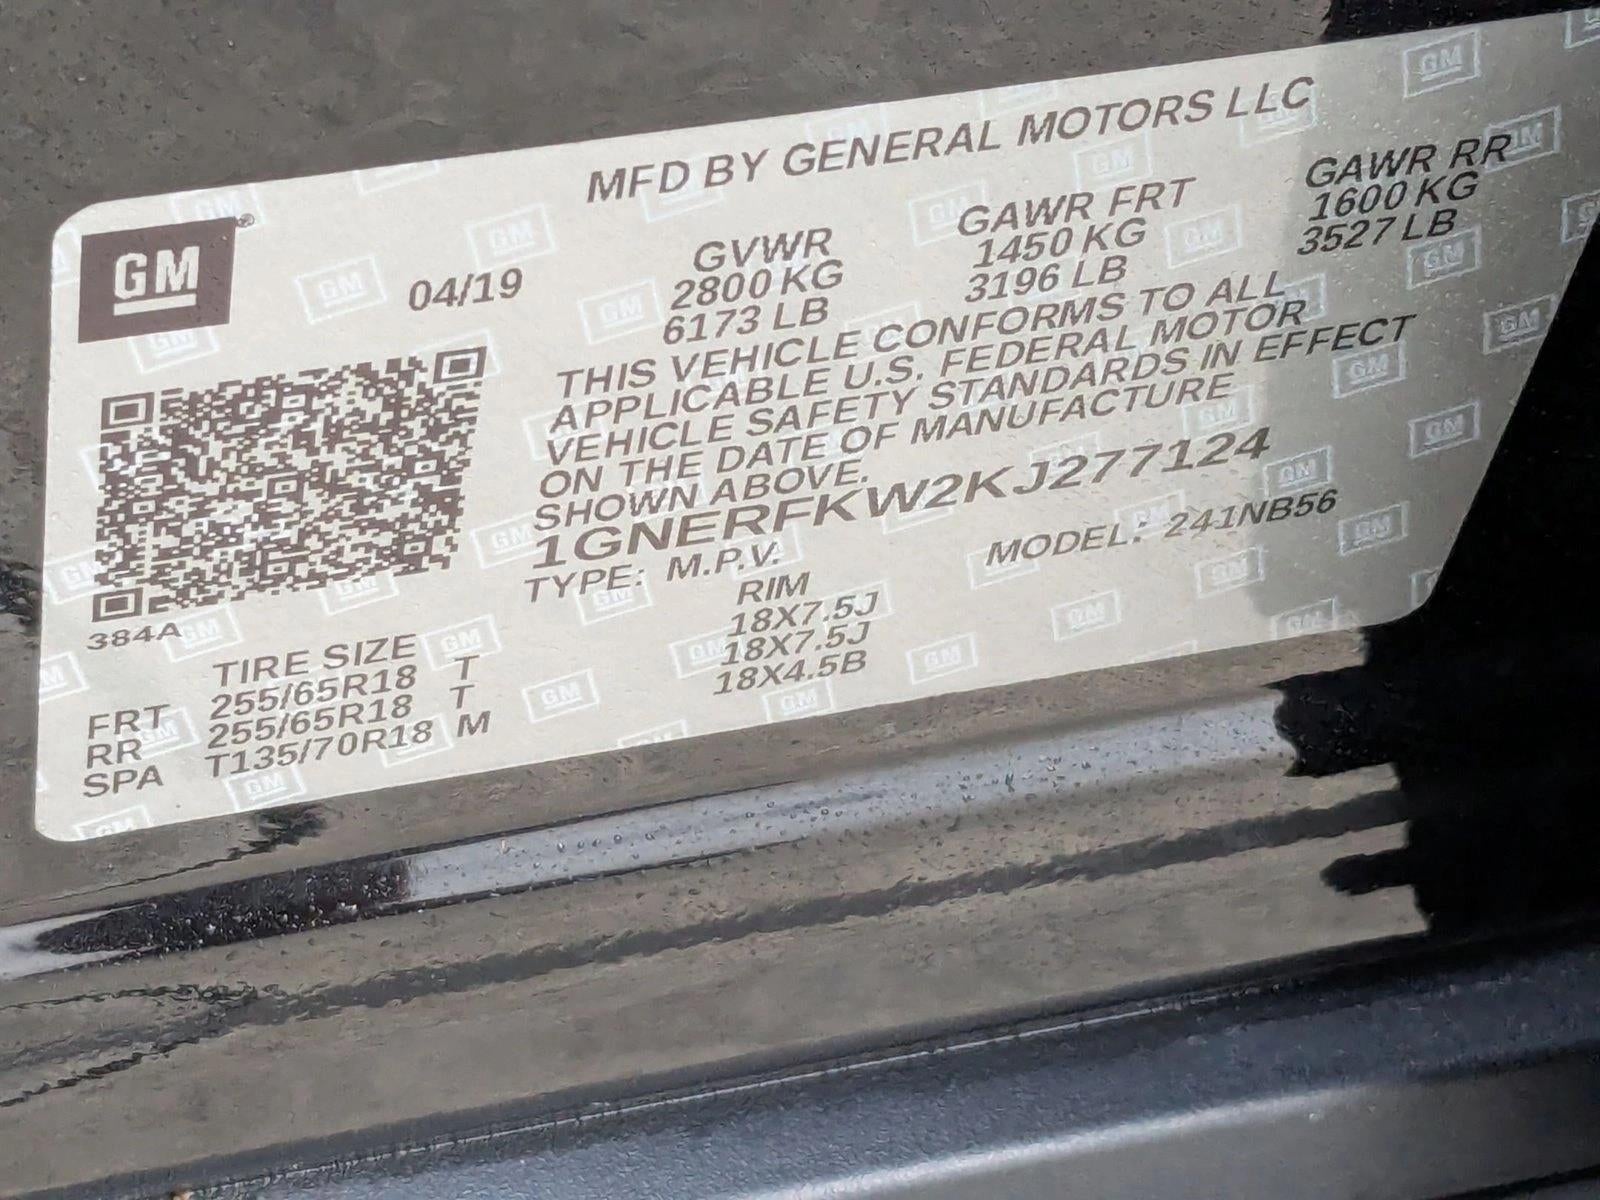 MFD BY GENERAL MOTORS LLC
GM®
04/19
GVWR
2800 KG
6173 LB
GAWR FRT
1450 KG
3196 LB
GAWR RR
1600 KG
3527 LB
THIS VEHICLE CONFORMS TO ALL
APPLICABLE U.S. FEDERAL MOTOR
VEHICLE SAFETY STANDARDS IN EFFECT
ON THE DATE OF MANUFACTURE
SHOWN ABOVE.
1GNERFKW2KJ277124
TYPE: M.P.V. MODEL: 241NB56
384A
TIRE SIZE RIM
FRT 255/65R18 T 18X7.5J
RR 255/65R18 T 18X7.5J
SPA T135/70R18 M 18X4.5B